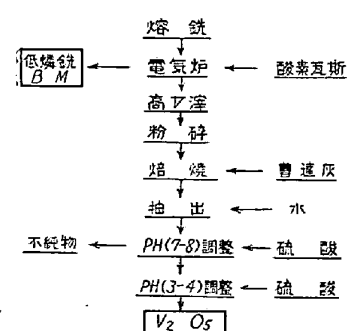 熔銑
低燐銑
B M
電気炉
酸素瓦斯
高V滓
粉砕
焙焼
曹達灰
抽出
水
不純物
PH(7-8)調整
硫酸
PH(3-4)調整
硫酸
V2 O5